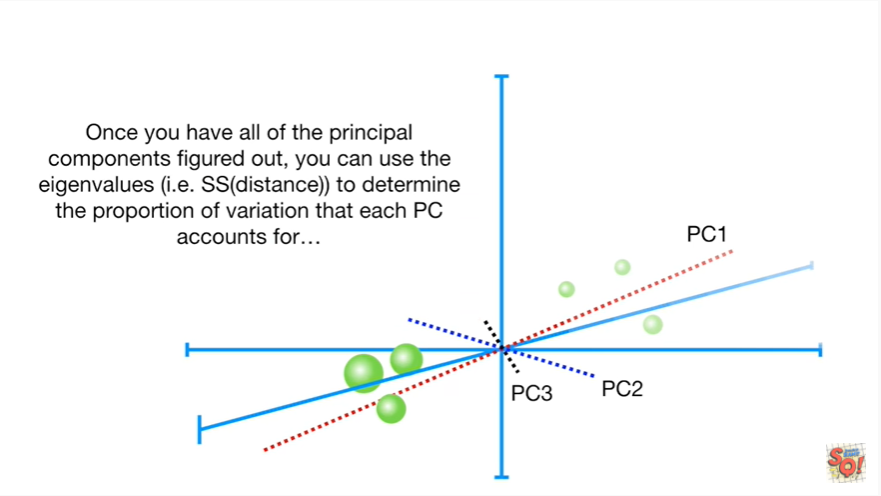 Once you have all of the principal
components figured out, you can use the
eigenvalues (i.e. SS(distance)) to determine
the proportion of variation that each PC
accounts for…
PC1
PC2
PC3
SQ!